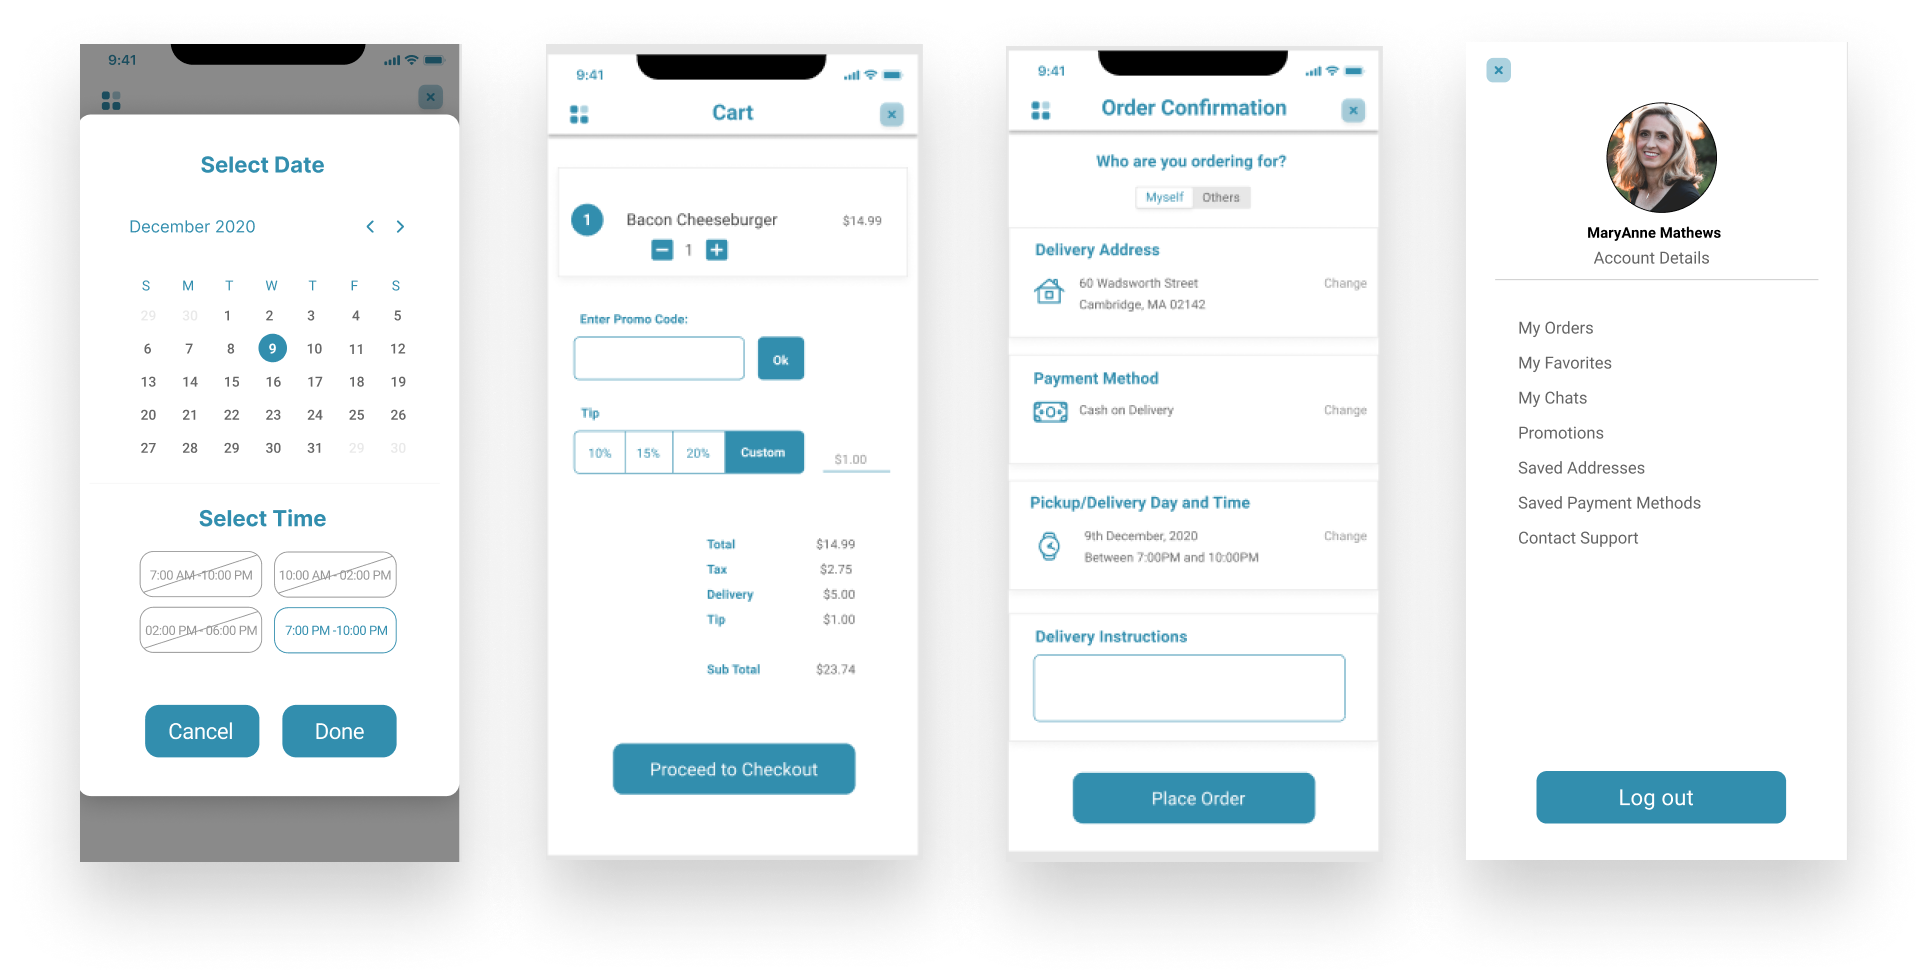 9:41
Select Date
December 2020
S M T W T F S
29 30 1 2 3 4 5
6 7 8 9 10 11 12
13 14 15 16 17 18 19
20 21 22 23 24 25 26
27 28 29 30 31 29 30
Select Time
7:00 AM -10:00 PM 10:00 AM - 02:00 PM
02:00 PM - 06:00 PM 7:00 PM -10:00 PM
Cancel Done
9:41
Cart
1 Bacon Cheeseburger $14.99
1
Enter Promo Code:
Ok
Tip
10% 15% 20% Custom $1.00
Total $14.99
Tax $2.75
Delivery $5.00
Tip $1.00
Sub Total $23.74
Proceed to Checkout
9:41
Order Confirmation
Who are you ordering for?
Myself Others
Delivery Address
60 Wadsworth Street Change
Cambridge, MA 02142
Payment Method
Cash on Delivery Change
Pickup/Delivery Day and Time
9th December, 2020 Change
Between 7:00PM and 10:00PM
Delivery Instructions
Place Order
MaryAnne Mathews
Account Details
My Orders
My Favorites
My Chats
Promotions
Saved Addresses
Saved Payment Methods
Contact Support
Log out